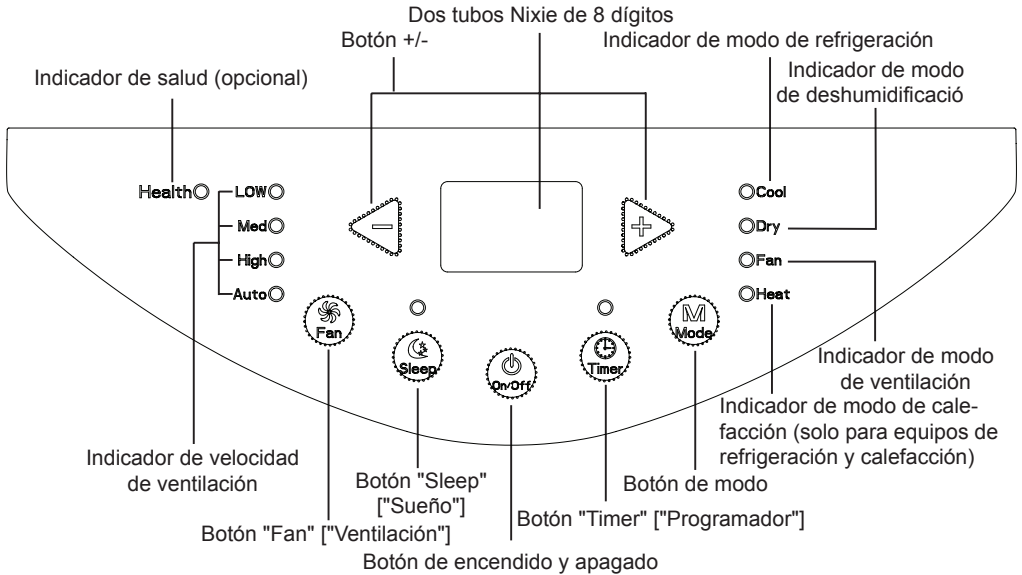 Dos tubos Nixie de 8 dígitos
Botón +/-
Indicador de modo de refrigeración
Indicador de salud (opcional)
Indicador de modo
de deshumidificació
Health
LOW
Med
High
Auto
−
+
Cool
Dry
Fan
Heat
Fan
Sleep
On/Off
Timer
M
Mode
Indicador de modo
de ventilación
Indicador de modo de cale-
facción (solo para equipos de
refrigeración y calefacción)
Indicador de velocidad
de ventilación
Botón "Sleep"
["Sueño"]
Botón de modo
Botón "Fan" ["Ventilación"]
Botón "Timer" ["Programador"]
Botón de encendido y apagado